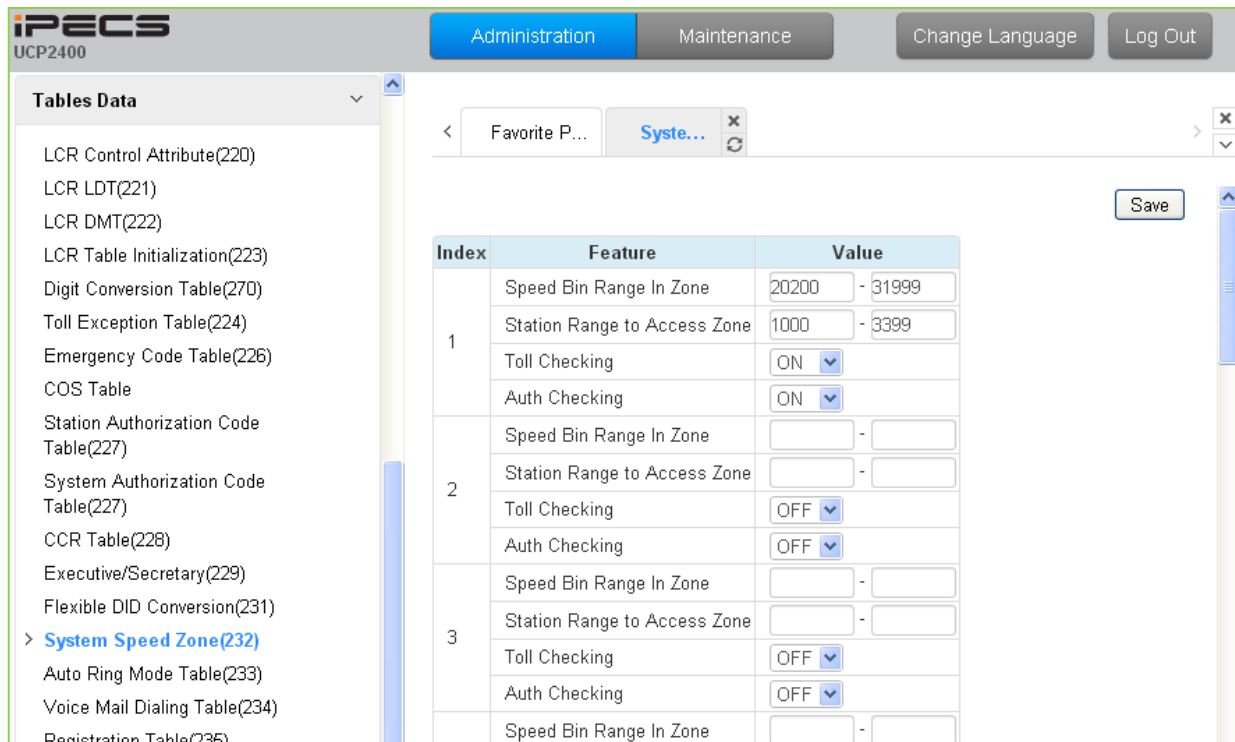 iPECS
UCP2400
Administration
Maintenance
Change Language
Log Out
Tables Data
LCR Control Attribute(220)
LCR LDT(221)
LCR DMT(222)
LCR Table Initialization(223)
Digit Conversion Table(270)
Toll Exception Table(224)
Emergency Code Table(226)
COS Table
Station Authorization Code
Table(227)
System Authorization Code
Table(227)
CCR Table(228)
Executive/Secretary(229)
Flexible DID Conversion(231)
> System Speed Zone(232)
Auto Ring Mode Table(233)
Voice Mail Dialing Table(234)
Registration Table(235)
Favorite P...
Syste...
Save
Index Feature Value
1
Speed Bin Range In Zone 20200 - 31999
Station Range to Access Zone 1000 - 3399
Toll Checking ON
Auth Checking ON
2
Speed Bin Range In Zone -
Station Range to Access Zone -
Toll Checking OFF
Auth Checking OFF
3
Speed Bin Range In Zone -
Station Range to Access Zone -
Toll Checking OFF
Auth Checking OFF
Speed Bin Range In Zone -